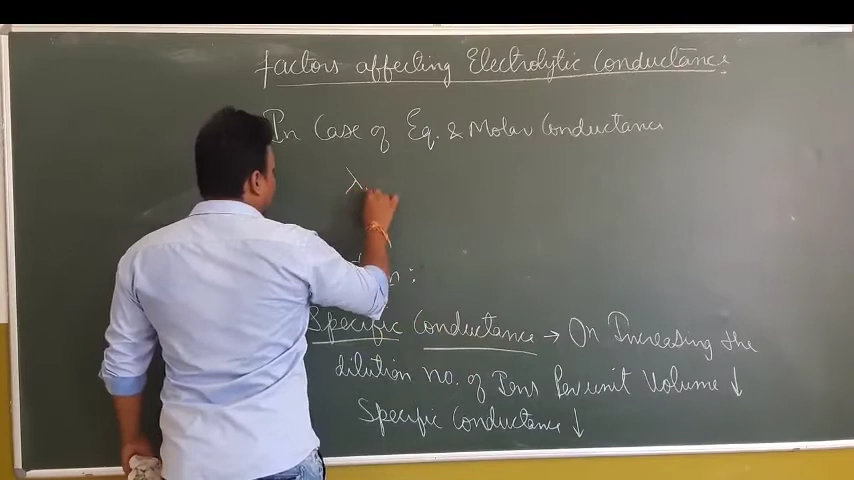 Factors affecting Electrolytic Conductance
In Case of Eq. & Molar Conductance
λ
Specific Conductance → On Increasing the
dilution no. of Ions Per unit Volume ↓
Specific Conductance ↓